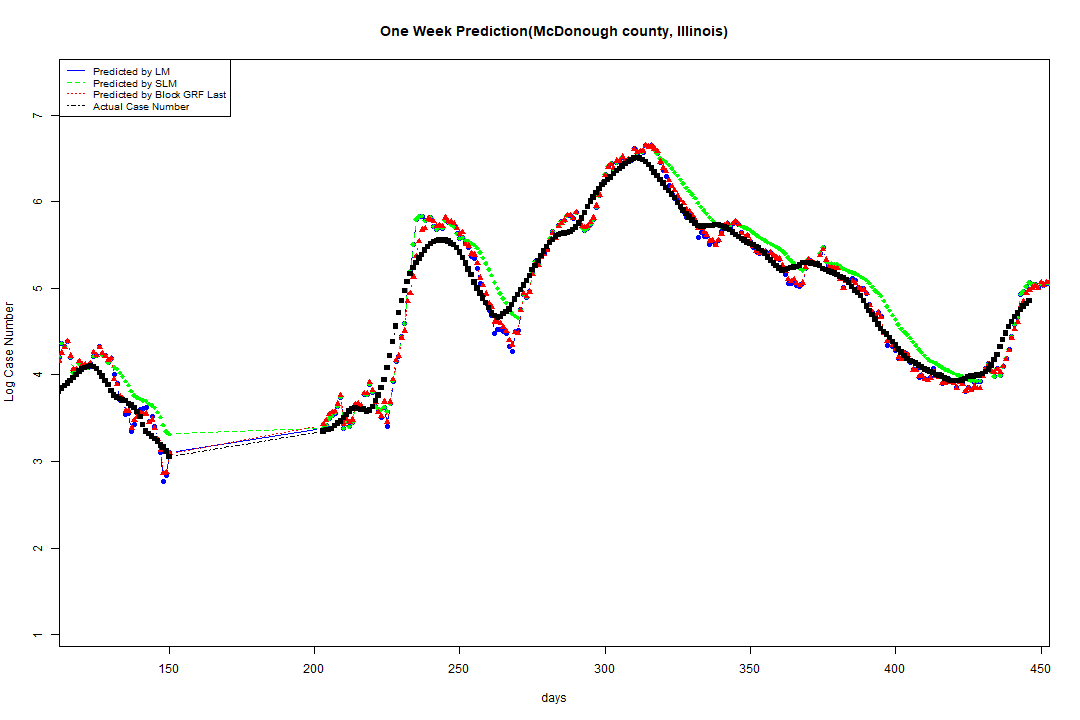 One Week Prediction(McDonough county, Illinois)
Predicted by LM
Predicted by SLM
Predicted by Block GRF Last
Actual Case Number
7
6
5
4
3
2
1
Log Case Number
150 200 250 300 350 400 450
days